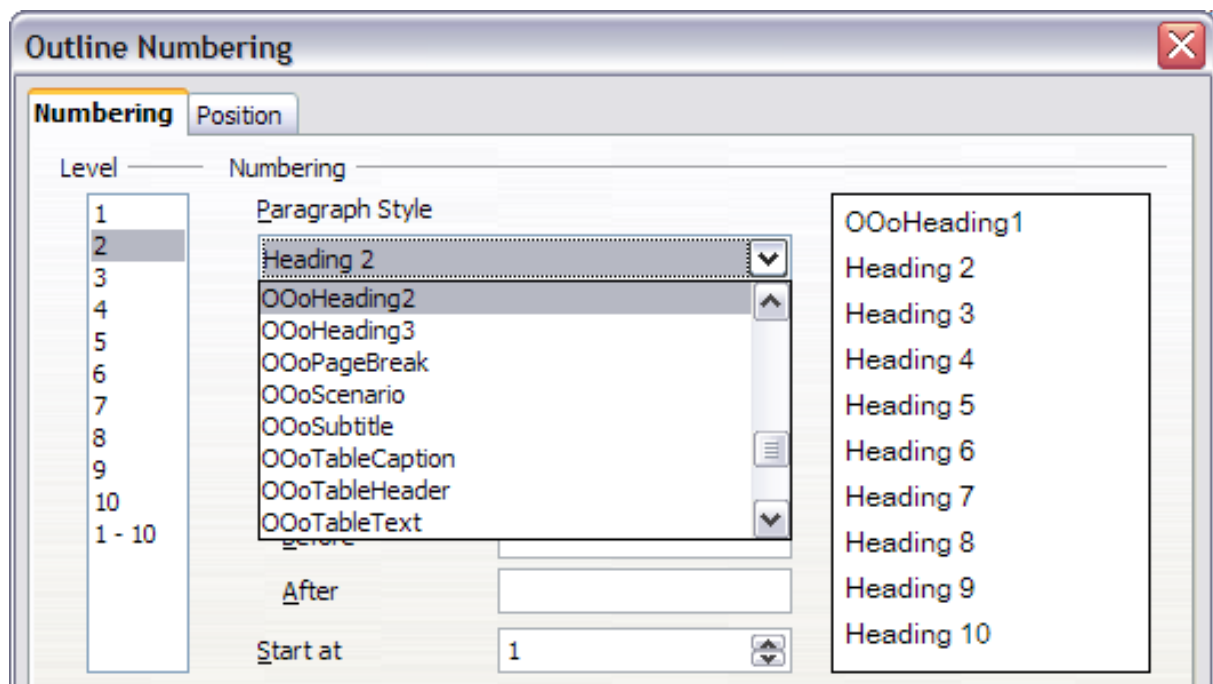 Outline Numbering
Numbering
Position
Level
Numbering
1
2
3
4
5
6
7
8
9
10
1 - 10
Paragraph Style
Heading 2
OOoHeading2
OOoHeading3
OOoPageBreak
OOoScenario
OOoSubtitle
OOoTableCaption
OOoTableHeader
OOoTableText
Before
After
Start at
1
OOoHeading1
Heading 2
Heading 3
Heading 4
Heading 5
Heading 6
Heading 7
Heading 8
Heading 9
Heading 10